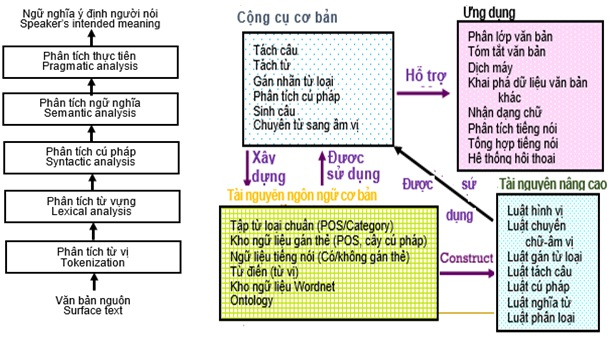 Ngữ nghĩa ý định người nói
Speaker's intended meaning
Phân tích thực tiên
Pragmatic analysis
Phân tích ngữ nghĩa
Semantic analysis
Phân tích cú pháp
Syntactic analysis
Phân tích từ vựng
Lexical analysis
Phân tích từ vị
Tokenization
Văn bản nguồn
Surface text
Cộng cụ cơ bản
Tách câu
Tách từ
Gán nhãn từ loại
Phân tích cú pháp
Sinh câu
Chuyên từ sang âm vị
Hỗ trợ
Ưng dụng
Phân lớp văn bản
Tóm tắt văn bản
Dịch máy
Khai phá dữ liệu văn bản
khác
Nhận dạng chữ
Phân tích tiếng nói
Tổng hợp tiếng nói
Hệ thông hội thoại
Xây
dựng
Được
sử dụng
Được sử
dụng
Tài nguyên ngôn ngữ cơ bản
Tập từ loại chuẩn (POS/Category)
Kho ngữ liệu gán thẻ (POS, cây cú pháp)
Ngữ liệu tiếng nói (Có/không gán thẻ)
Từ điển (từ vị)
Kho ngữ liệu Wordnet
Ontology
Construct
Tài nguyên nâng cao
Luật hình vị
Luật chuyển
chữ-âm vị
Luật gán từ loại
Luật tách câu
Luật cú pháp
Luật nghĩa từ
Luật phân loại